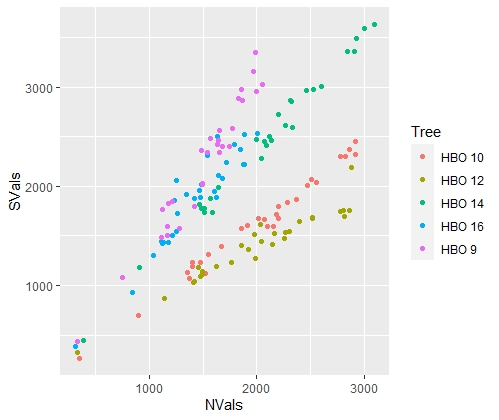 SVals
3000
2000
1000
1000
2000
3000
NVals
Tree
HBO 10
HBO 12
HBO 14
HBO 16
HBO 9